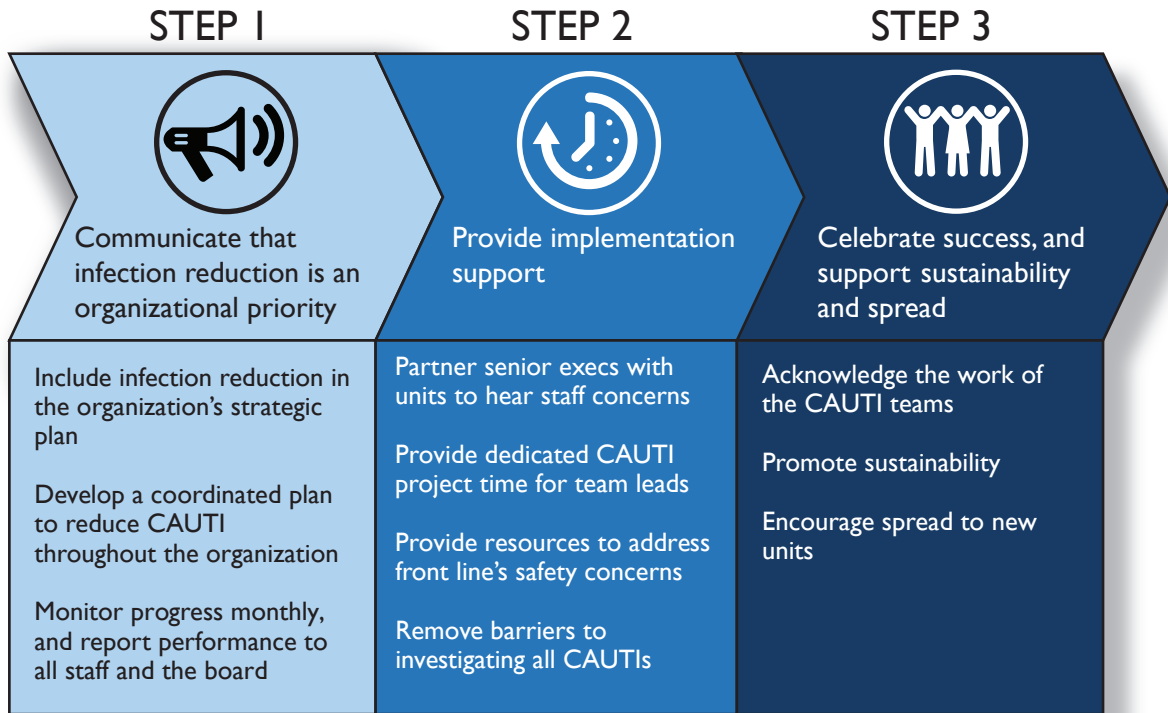 STEP 1
STEP 2
STEP 3
Communicate that
infection reduction is an
organizational priority
Provide implementation
support
Celebrate success, and
support sustainability
and spread
Include infection reduction in
the organization’s strategic
plan
Develop a coordinated plan
to reduce CAUTI
throughout the organization
Monitor progress monthly,
and report performance to
all staff and the board
Partner senior execs with
units to hear staff concerns
Provide dedicated CAUTI
project time for team leads
Provide resources to address
front line’s safety concerns
Remove barriers to
investigating all CAUTIs
Acknowledge the work of
the CAUTI teams
Promote sustainability
Encourage spread to new
units